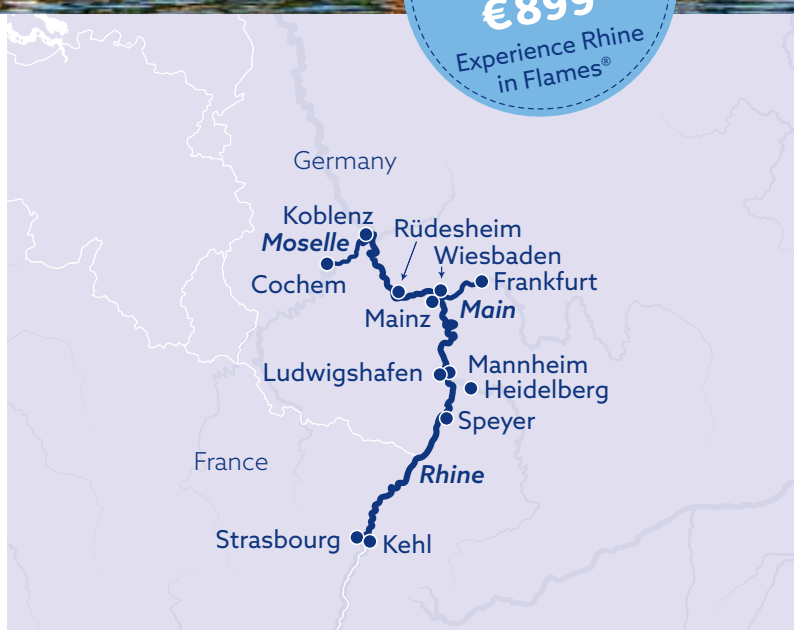 €899
Experience Rhine
in Flames®
Germany
Koblenz
Rüdesheim
Moselle
Wiesbaden
Cochem
Frankfurt
Mainz
Main
Ludwigshafen
Mannheim
Heidelberg
Speyer
France
Rhine
Strasbourg
Kehl